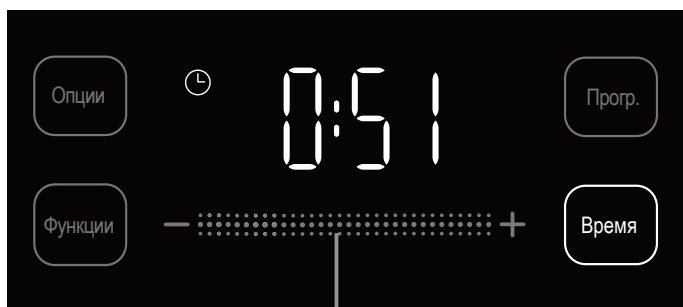 Опции
0:51
Прогр.
Функции
− +
Время